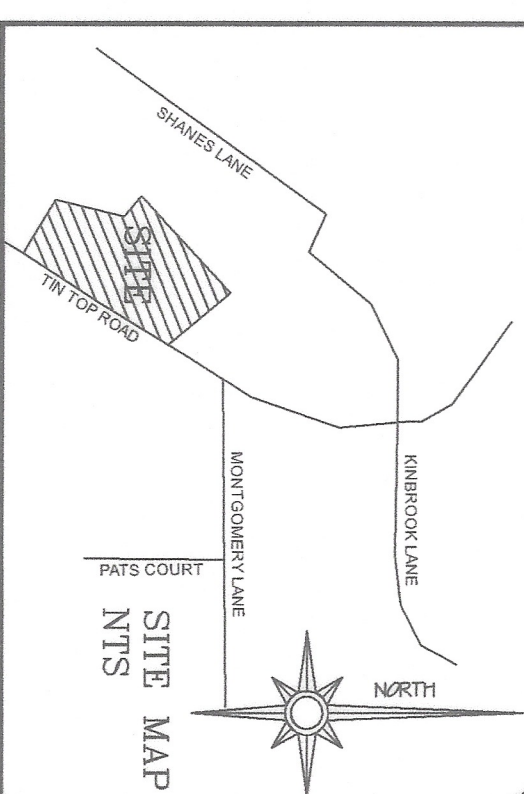 SHANES LANE
SITE
TIN TOP ROAD
KINBROOK LANE
MONTGOMERY LANE
PATS COURT
NORTH
SITE MAP
NTS